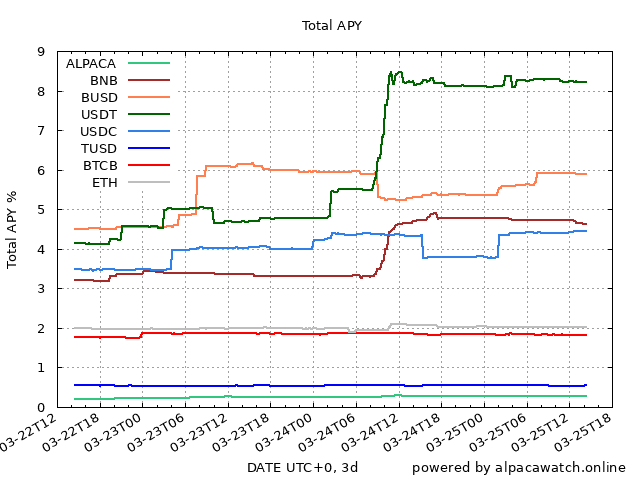 Total APY
ALPACA
BNB
BUSD
USDT
USDC
TUSD
BTCB
ETH
Total APY %
9
8
7
6
5
4
3
2
1
0
03-22T12
03-22T18
03-23T00
03-23T06
03-23T12
03-23T18
03-24T00
03-24T06
03-24T12
03-24T18
03-25T00
03-25T06
03-25T12
03-25T18
DATE UTC+0, 3d
powered by alpacawatch.online